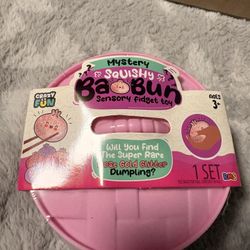 Mystery
Squishy
Bao Bun
Sensory fidget toy
CRAZY
FUN
AGES
3+
Will You Find
The Super Rare
Rose Gold Glitter
Dumpling?
1 SET